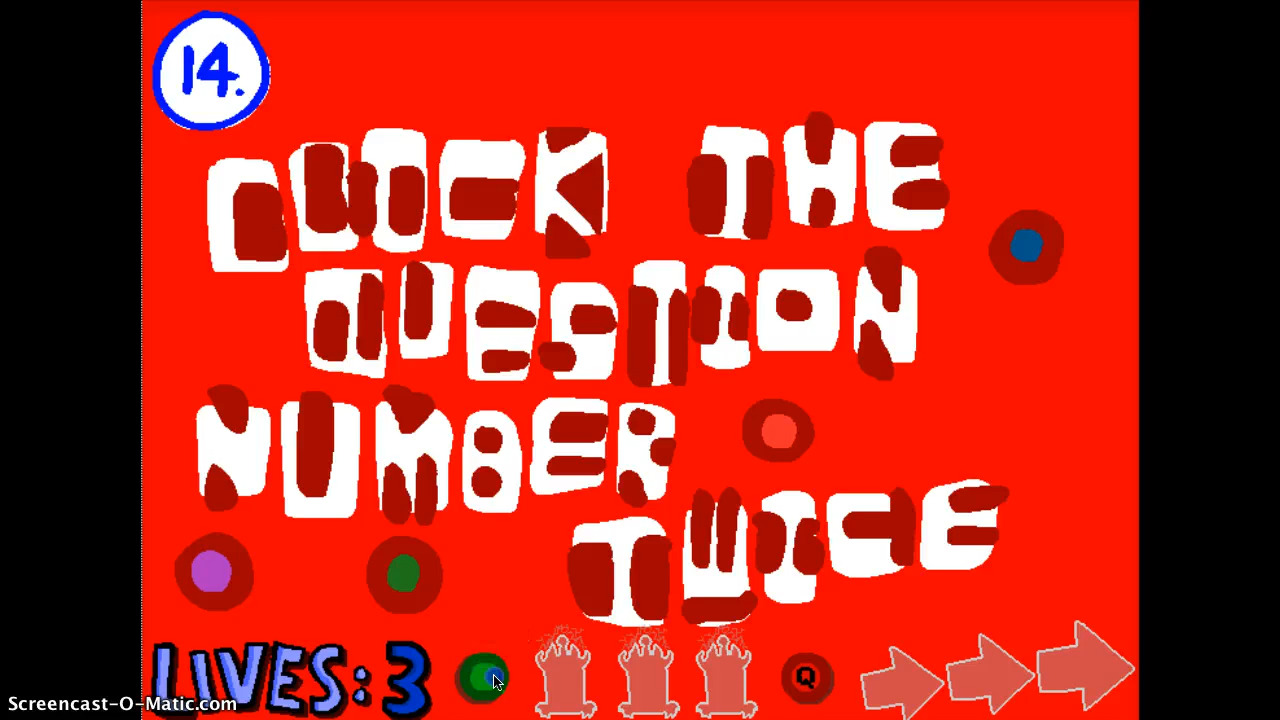 14.
CLICK THE
QUESTION
NUMBER
TWICE
LIVES: 3
Q
Screencast-O-Matic.com